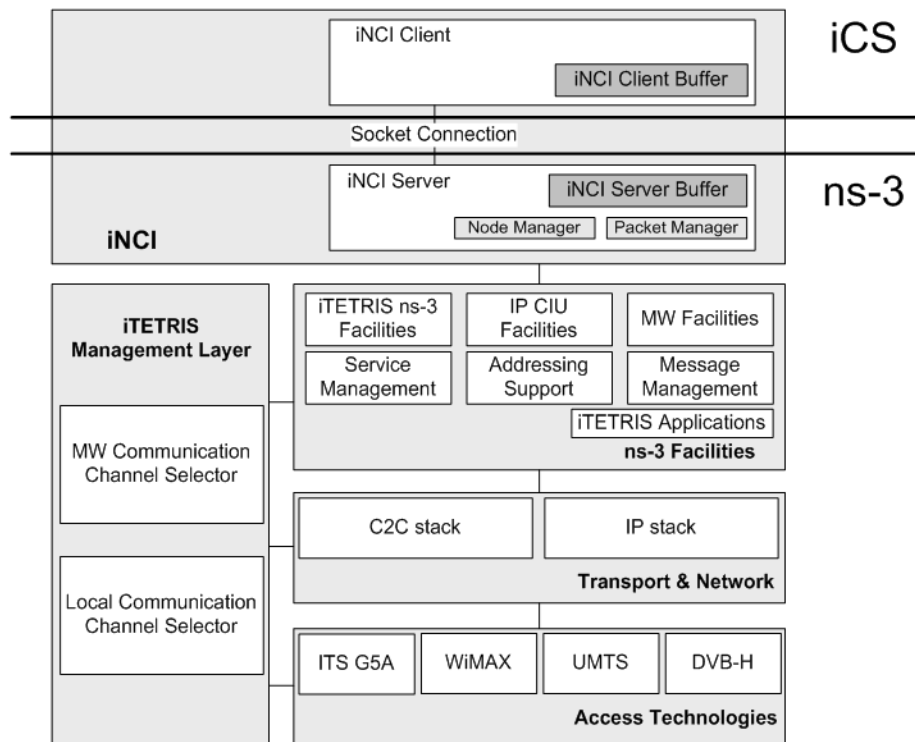 iNCI Client
iCS
iNCI Client Buffer
Socket Connection
iNCI Server
iNCI Server Buffer
ns-3
Node Manager
Packet Manager
iNCI
iTETRIS
Management Layer
MW Communication
Channel Selector
Local Communication
Channel Selector
iTETRIS ns-3
Facilities
IP CIU
Facilities
MW Facilities
Service
Management
Addressing
Support
Message
Management
iTETRIS Applications
ns-3 Facilities
C2C stack
IP stack
Transport & Network
ITS G5A
WiMAX
UMTS
DVB-H
Access Technologies